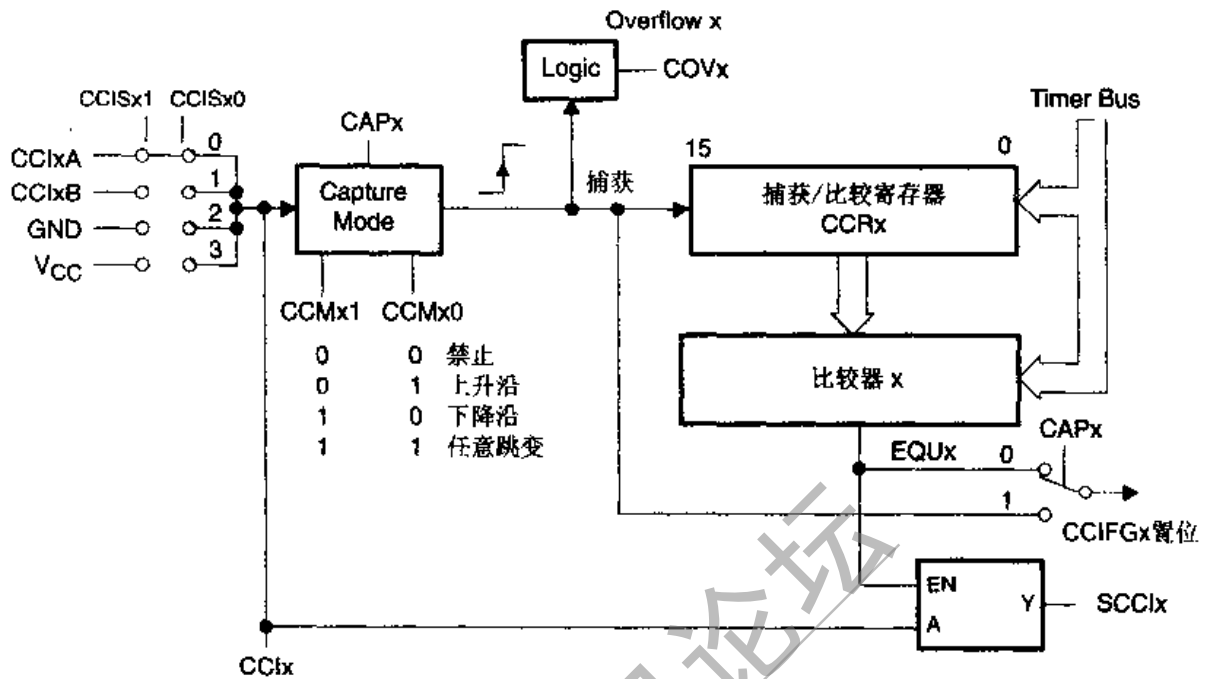 Overflow x
Logic
COVx
CCISx1 CCISx0
CCIxA
0
CCIxB
1
GND
2
VCC
3
CAPx
Capture
Mode
捕获
Timer Bus
15
0
捕获/比较寄存器
CCRx
CCMx1 CCMx0
0 0 禁止
0 1 上升沿
1 0 下降沿
1 1 任意跳变
比较器 x
EQUx
0
CAPx
1
CCIFGx置位
EN
A
Y
SCCIx
CCIx
论坛